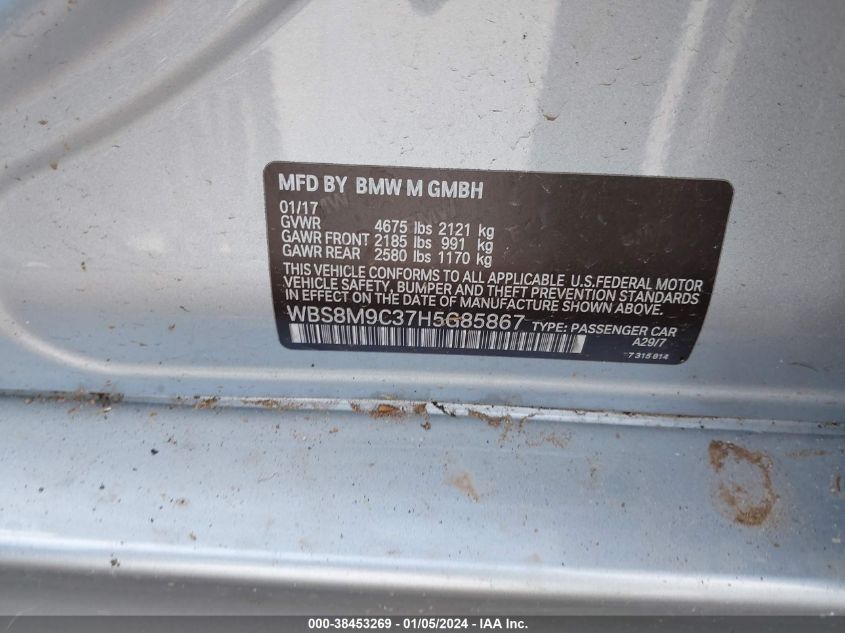 MFD BY BMW M GMBH
01/17
GVWR 4675 lbs 2121 kg
GAWR FRONT 2185 lbs 991 kg
GAWR REAR 2580 lbs 1170 kg
THIS VEHICLE CONFORMS TO ALL APPLICABLE U.S.FEDERAL MOTOR
VEHICLE SAFETY, BUMPER AND THEFT PREVENTION STANDARDS
IN EFFECT ON THE DATE OF MANUFACTURE SHOWN ABOVE.
WBS8M9C37H5G85867 TYPE: PASSENGER CAR
A29/7
7 315 814
000-38453269 - 01/05/2024 - IAA Inc.